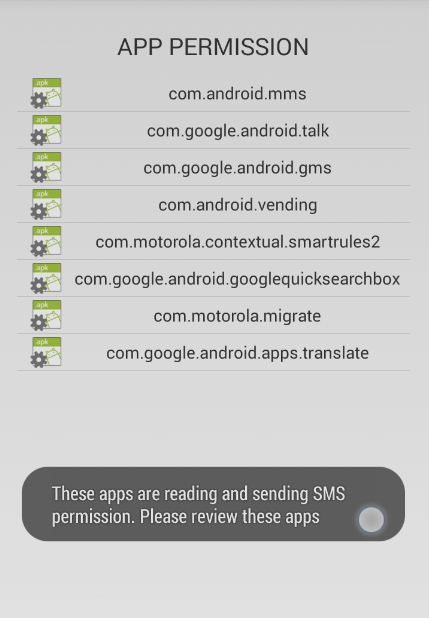 APP PERMISSION
apk com.android.mms
apk com.google.android.talk
apk com.google.android.gms
apk com.android.vending
apk com.motorola.contextual.smartrules2
apk com.google.android.googlequicksearchbox
apk com.motorola.migrate
apk com.google.android.apps.translate
These apps are reading and sending SMS
permission. Please review these apps